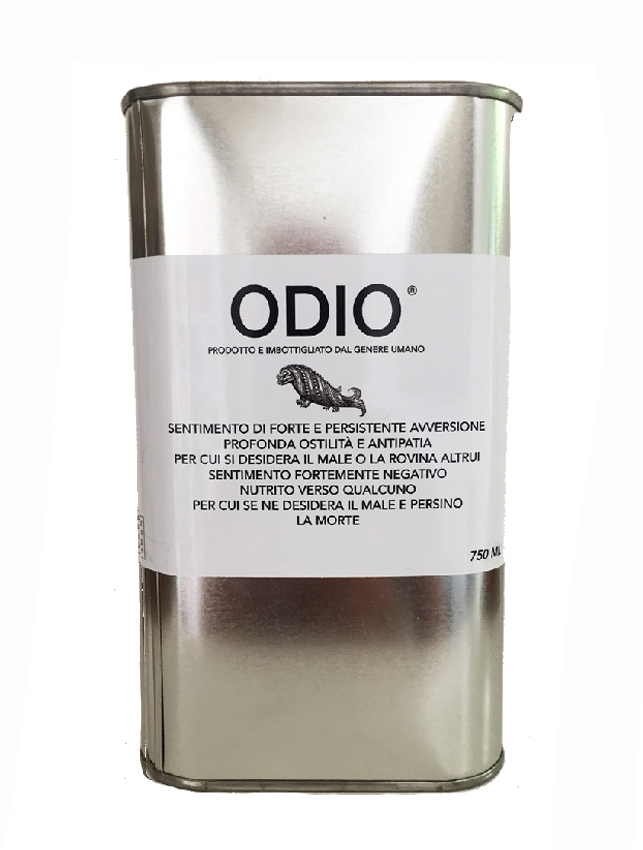 ODIO®
PRODOTTO E IMBOTTIGLIATO DAL GENERE UMANO
SENTIMENTO DI FORTE E PERSISTENTE AVVERSIONE
PROFONDA OSTILITÀ E ANTIPATIA
PER CUI SI DESIDERA IL MALE O LA ROVINA ALTRUI
SENTIMENTO FORTEMENTE NEGATIVO
NUTRITO VERSO QUALCUNO
PER CUI SE NE DESIDERA IL MALE E PERSINO
LA MORTE
750 ML